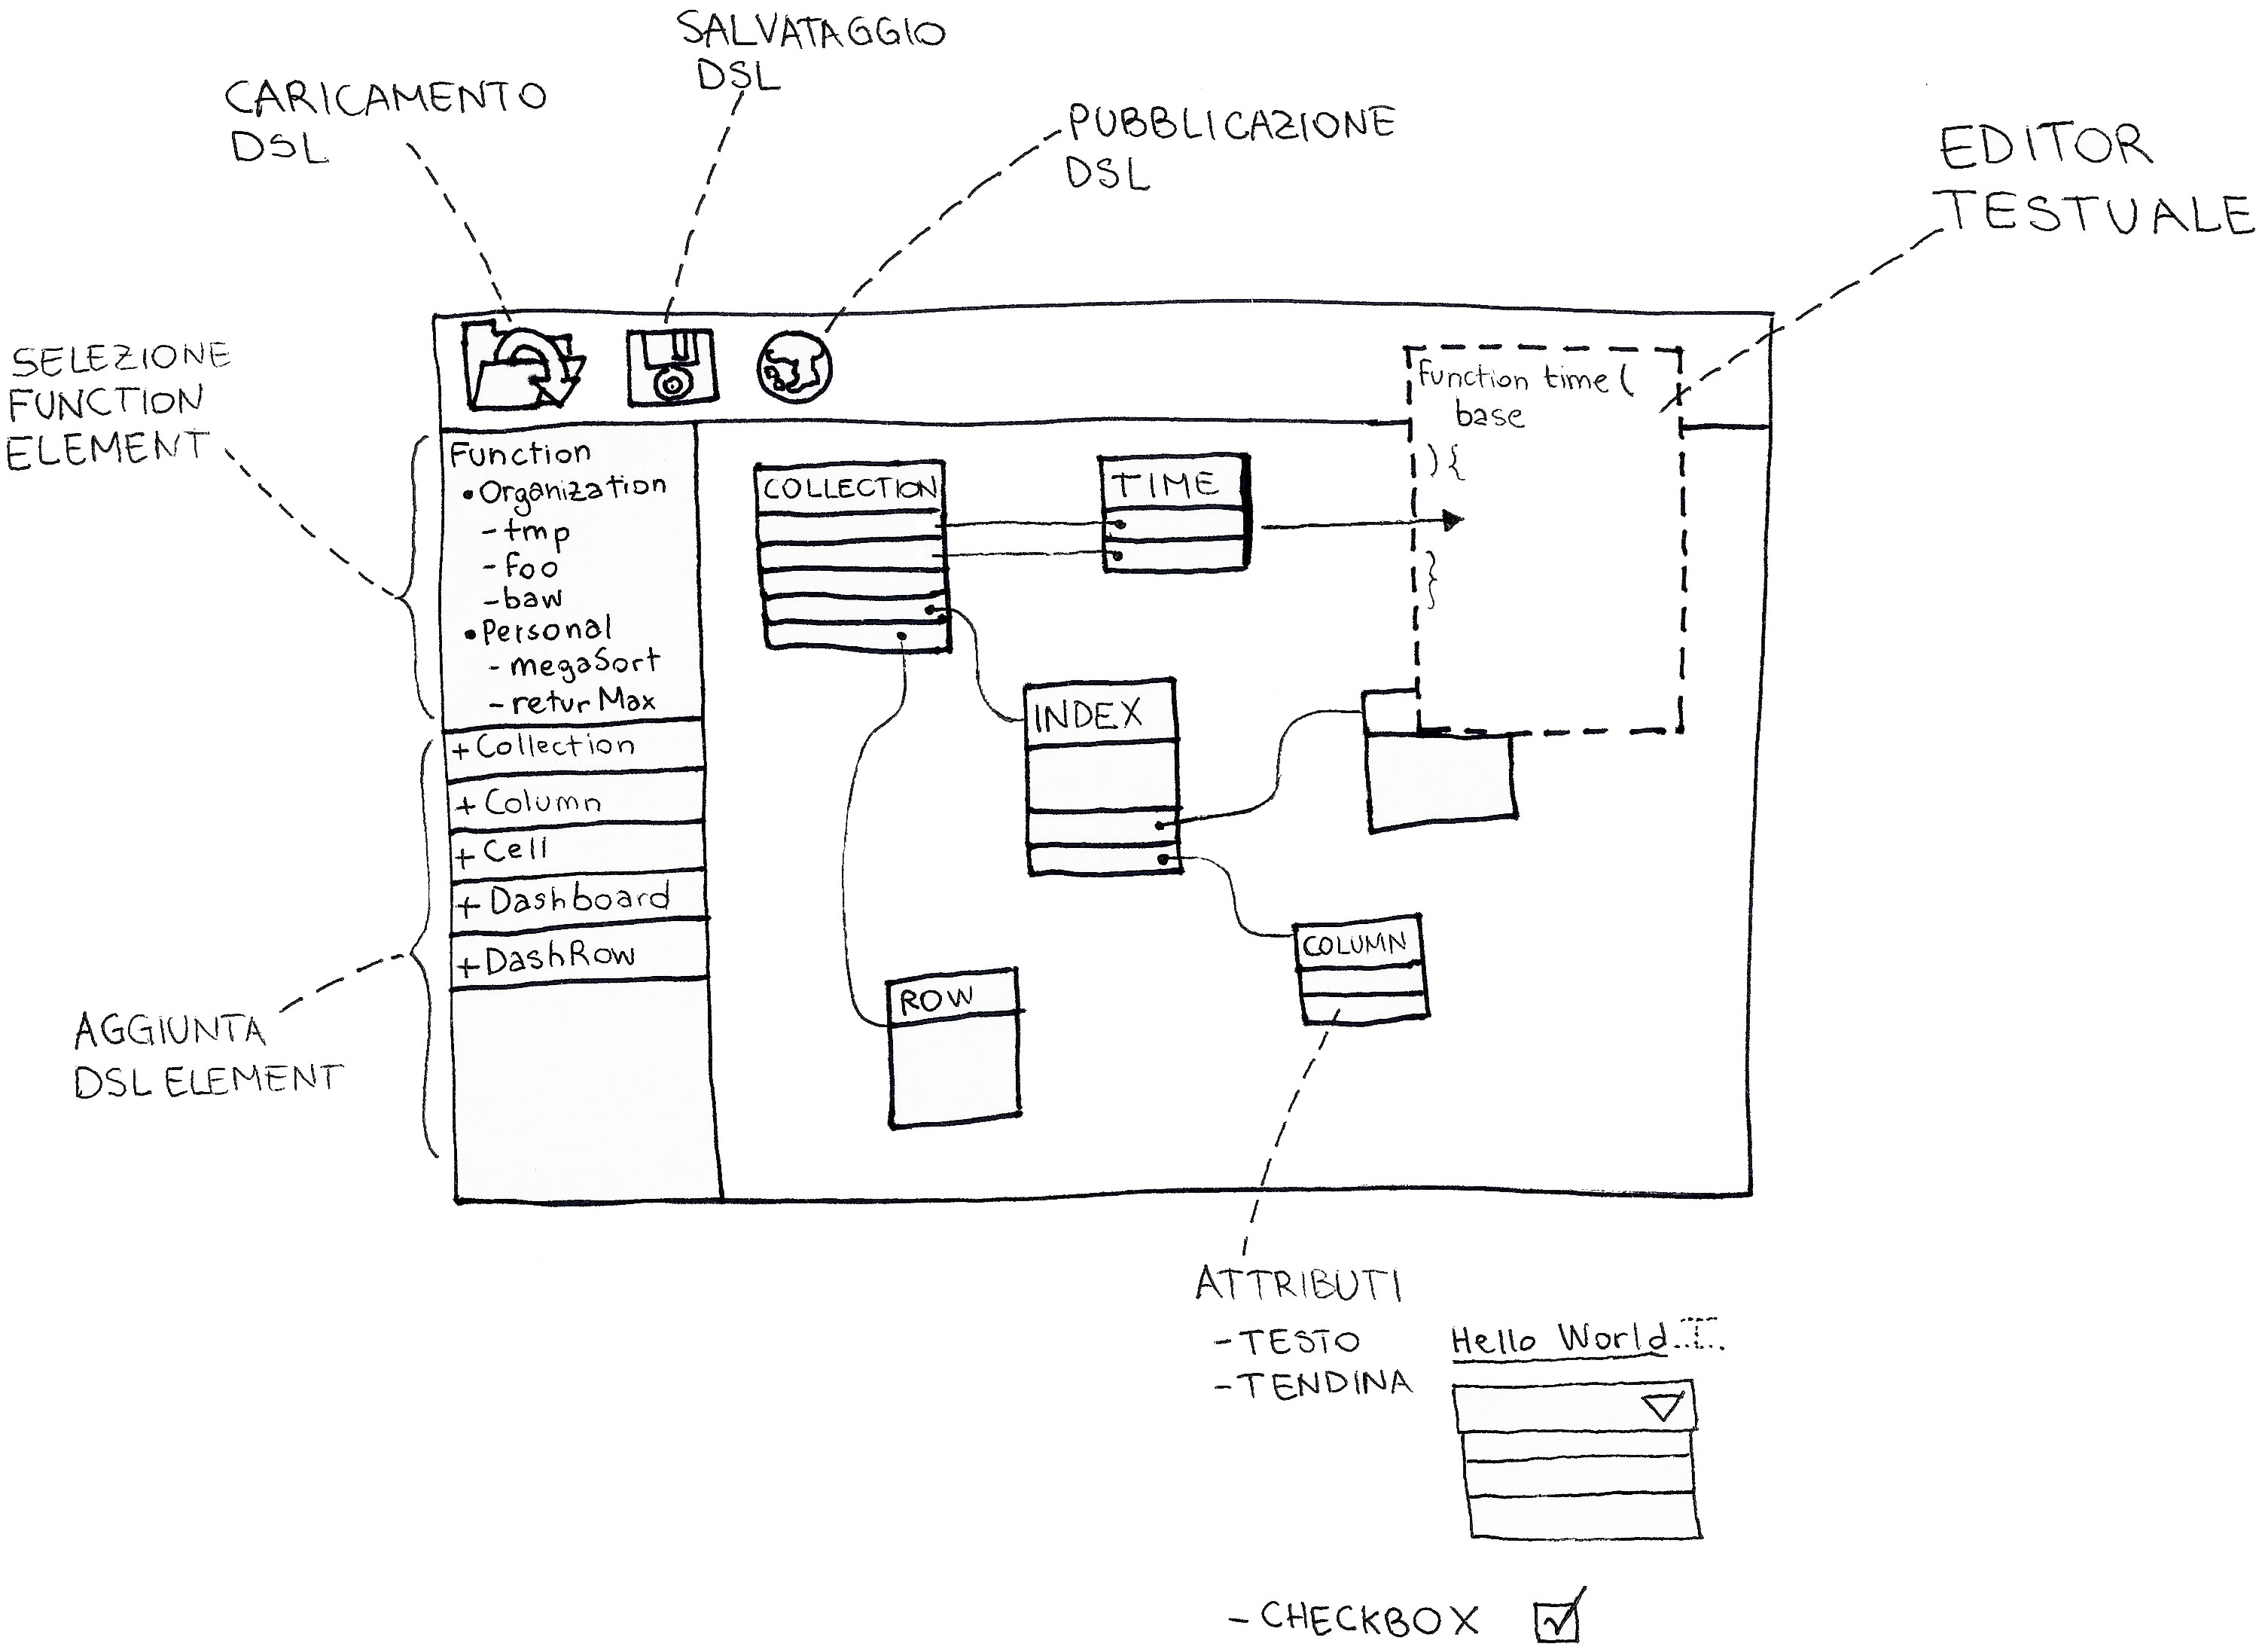 SALVATAGGIO
DSL
CARICAMENTO
DSL
PUBBLICAZIONE
DSL
EDITOR
TESTUALE
SELEZIONE
FUNCTION
ELEMENT
Function
•Organization
-tmp
-foo
-baw
•Personal
-megaSort
-returMax
+Collection
+Column
+Cell
+Dashboard
+DashRow
AGGIUNTA
DSL ELEMENT
COLLECTION
TIME
function time(
base
){
}
INDEX
ROW
COLUMN
ATTRIBUTI
-TESTO
Hello World
-TENDINA
-CHECKBOX